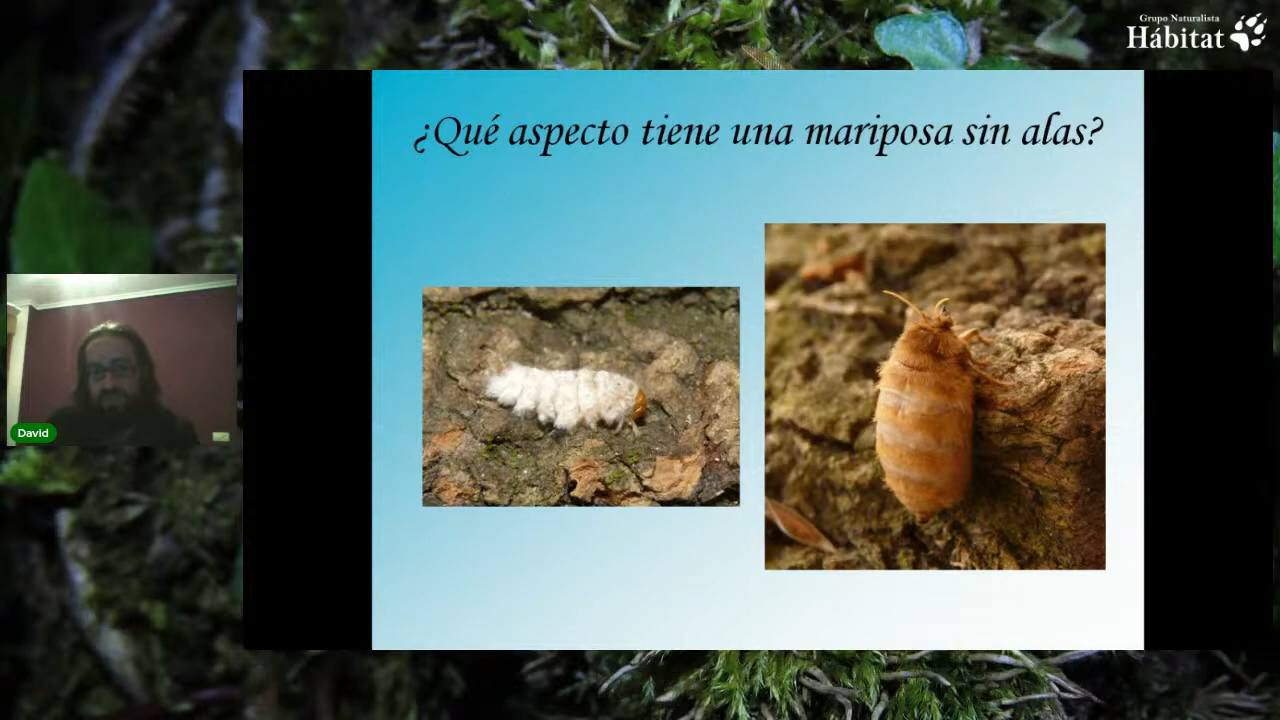 Grupo Naturalista
Hábitat
¿Qué aspecto tiene una mariposa sin alas?
David